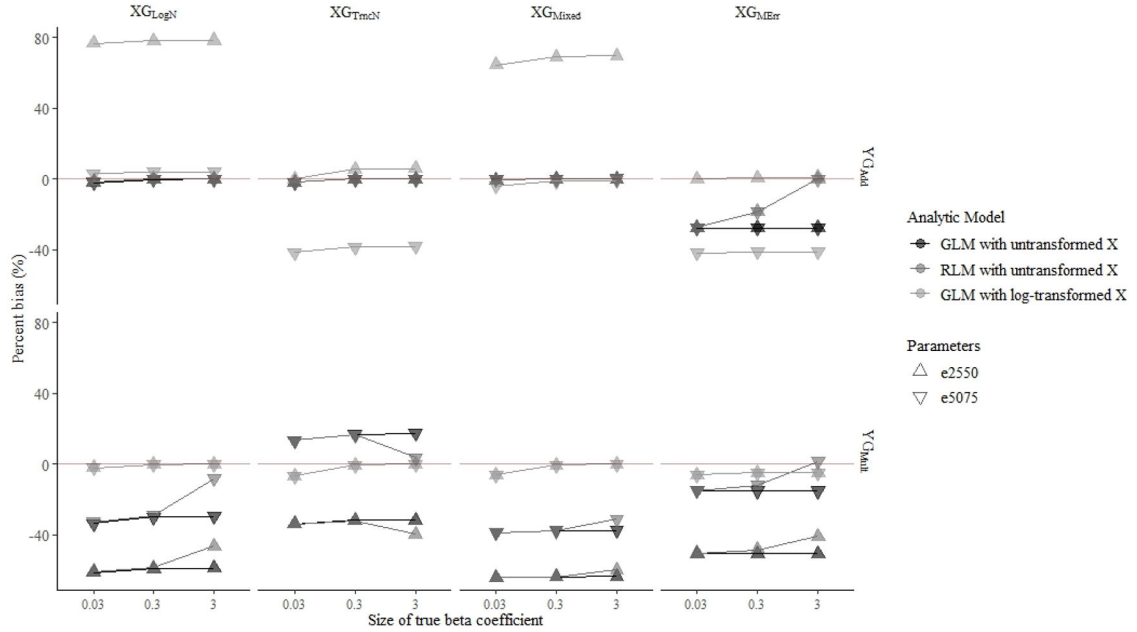 XG_LogN XG_TrncN XG_Mixed XG_MErr
80
40
0
-40
YG_Add
80
40
0
-40
YG_Mult
Percent bias (%)
0.03 0.3 3 0.03 0.3 3 0.03 0.3 3 0.03 0.3 3
Size of true beta coefficient
Analytic Model
GLM with untransformed X
RLM with untransformed X
GLM with log-transformed X
Parameters
e2550
e5075